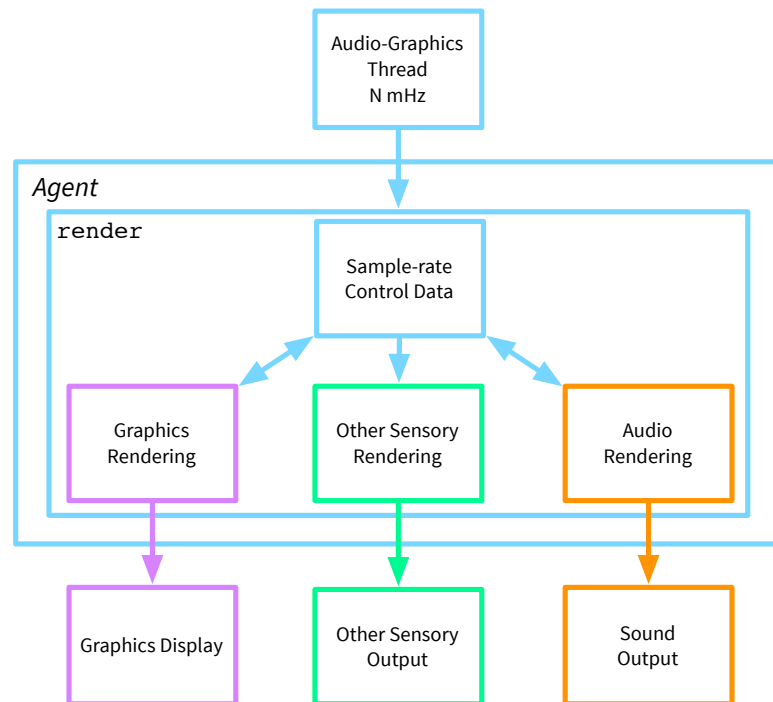 Audio-Graphics
Thread
N mHz
Agent
render
Sample-rate
Control Data
Graphics
Rendering
Other Sensory
Rendering
Audio
Rendering
Graphics Display
Other Sensory
Output
Sound
Output